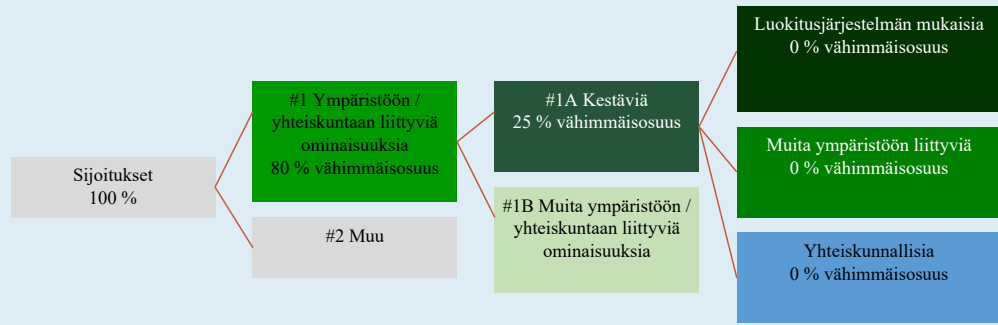 Sijoitukset
100 %
#1 Ympäristöön /
yhteiskuntaan liittyviä
ominaisuuksia
80 % vähimmäisosuus
#2 Muu
#1A Kestäviä
25 % vähimmäisosuus
#1B Muita ympäristöön /
yhteiskuntaan liittyviä
ominaisuuksia
Luokitusjärjestelmän mukaisia
0 % vähimmäisosuus
Muita ympäristöön liittyviä
0 % vähimmäisosuus
Yhteiskunnallisia
0 % vähimmäisosuus